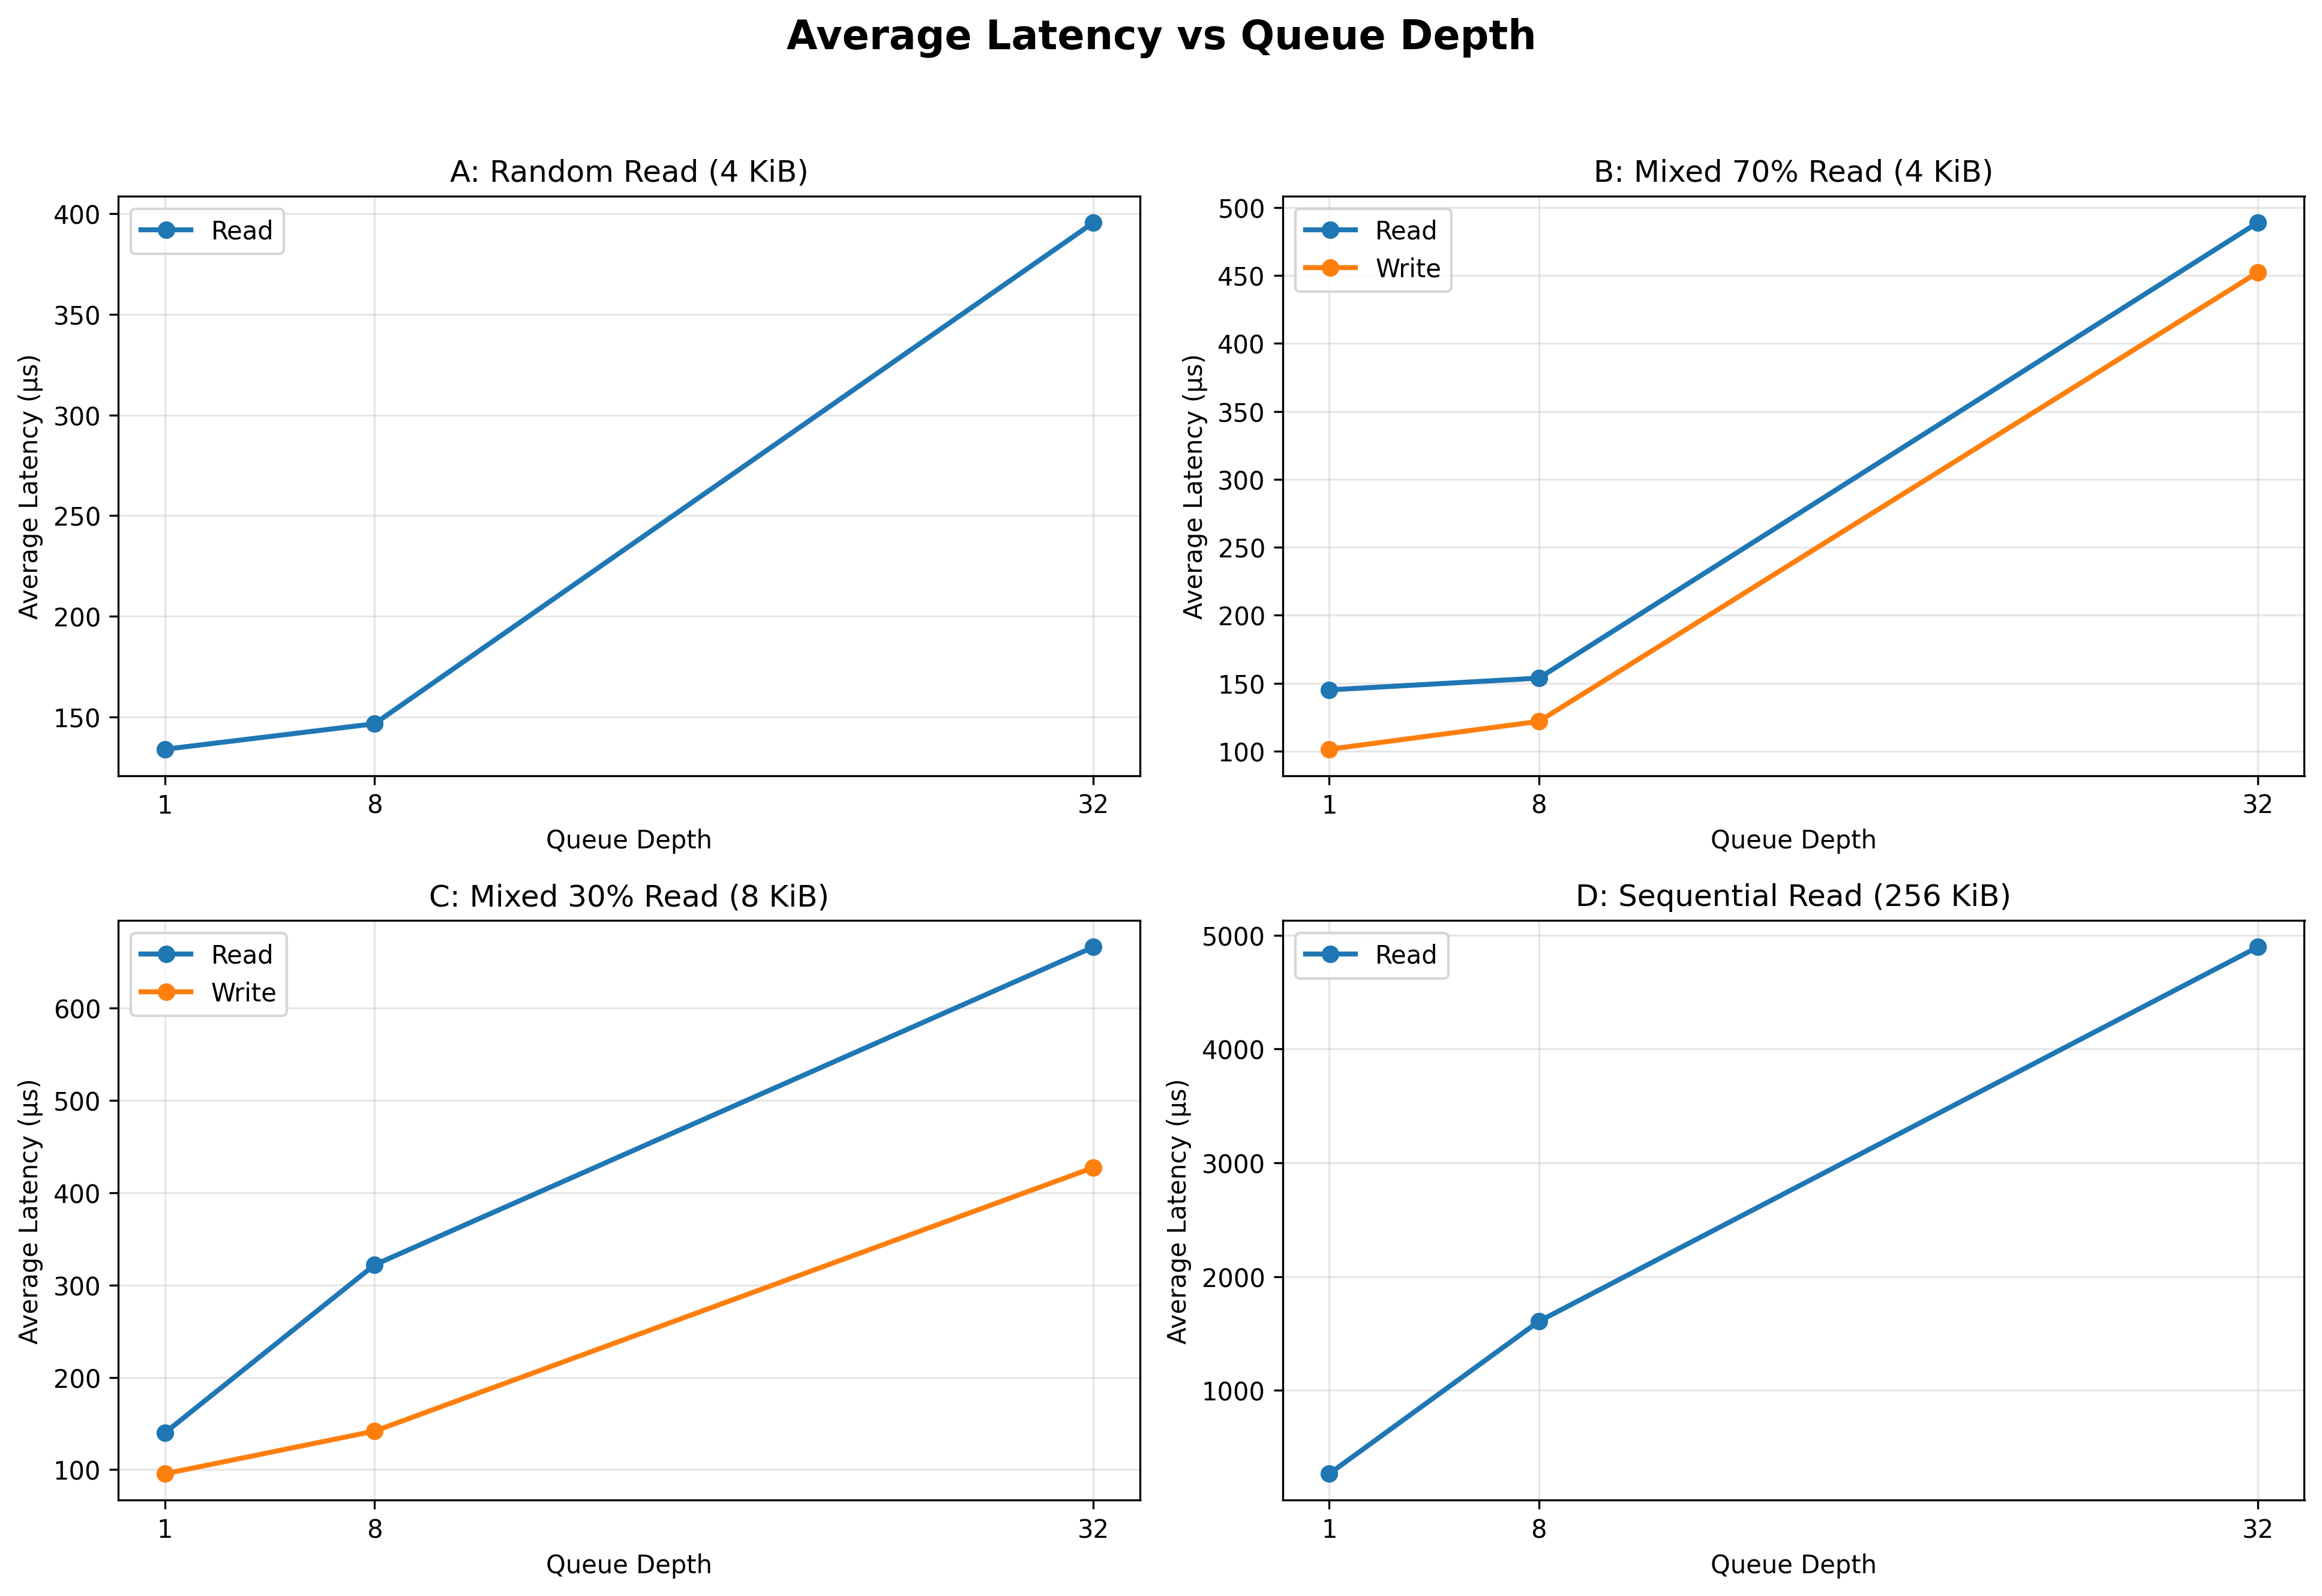 Average Latency vs Queue Depth
A: Random Read (4 KiB)
Read
Average Latency (µs)
400
350
300
250
200
150
1
8
32
Queue Depth
B: Mixed 70% Read (4 KiB)
Read
Write
Average Latency (µs)
500
450
400
350
300
250
200
150
100
1
8
32
Queue Depth
C: Mixed 30% Read (8 KiB)
Read
Write
Average Latency (µs)
600
500
400
300
200
100
1
8
32
Queue Depth
D: Sequential Read (256 KiB)
Read
Average Latency (µs)
5000
4000
3000
2000
1000
1
8
32
Queue Depth